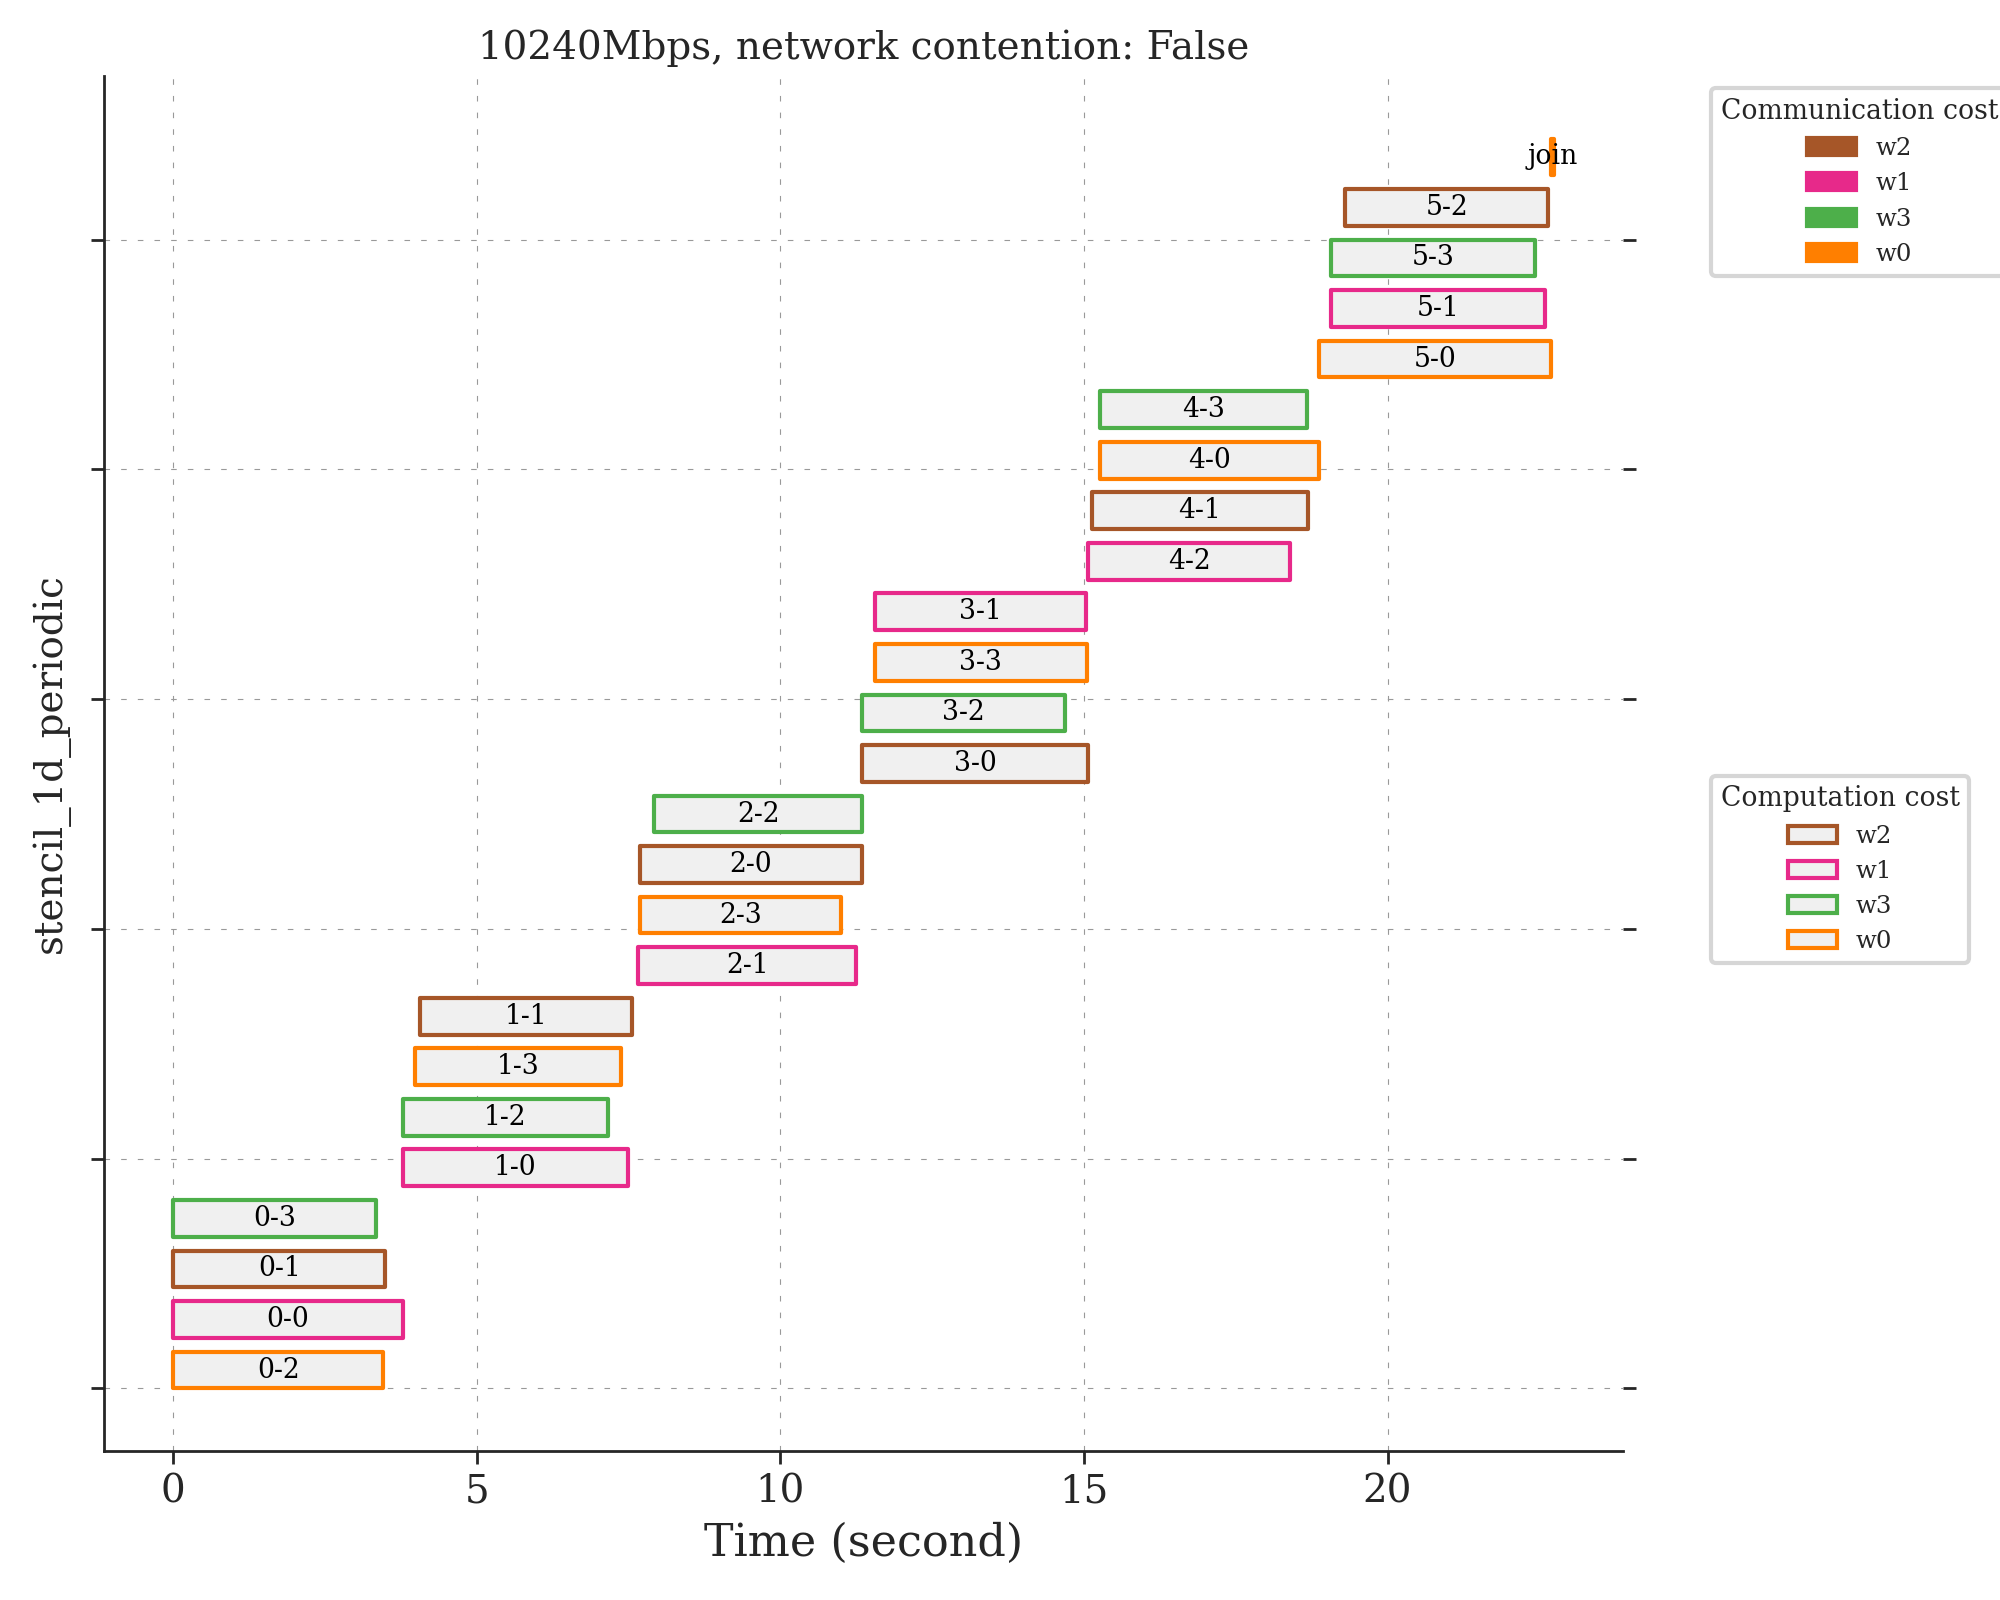 10240Mbps, network contention: False
Communication cost
w2
w1
w3
w0
join
5-2
5-3
5-1
5-0
4-3
4-0
4-1
4-2
3-1
3-3
3-2
3-0
2-2
2-0
2-3
2-1
1-1
1-3
1-2
1-0
0-3
0-1
0-0
0-2
stencil_1d_periodic
Computation cost
w2
w1
w3
w0
0 5 10 15 20
Time (second)